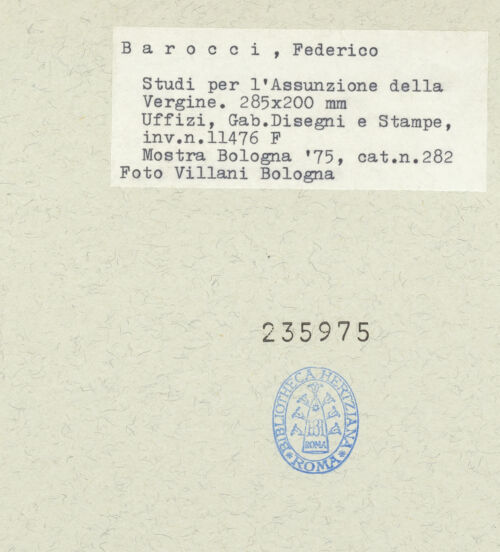 B a r o c c i , Federico
Studi per l'Assunzione della
Vergine. 285x200 mm
Uffizi, Gab.Disegni e Stampe,
inv.n.11476 F
Mostra Bologna '75, cat.n.282
Foto Villani Bologna
235975
BIBLIOTHECA HERTZIANA
ROMA
ROMA